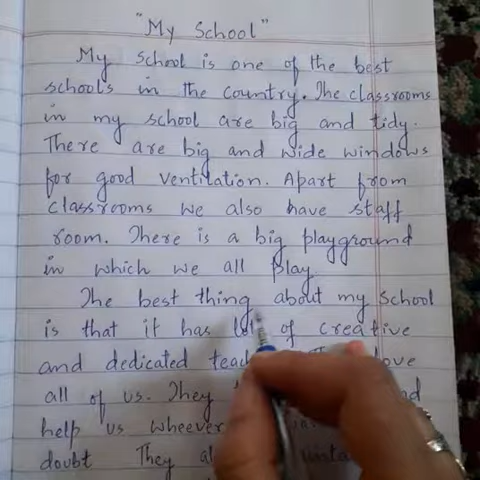 "My School"
My school is one of the best
schools in the country. The classrooms
in my school are big and tidy.
There are big and wide windows
for good ventilation. Apart from
classrooms we also have staff
room. There is a big playground
in which we all play.
The best thing about my school
is that it has lot of creative
and dedicated
all of us. They
help us wheever
doubt They